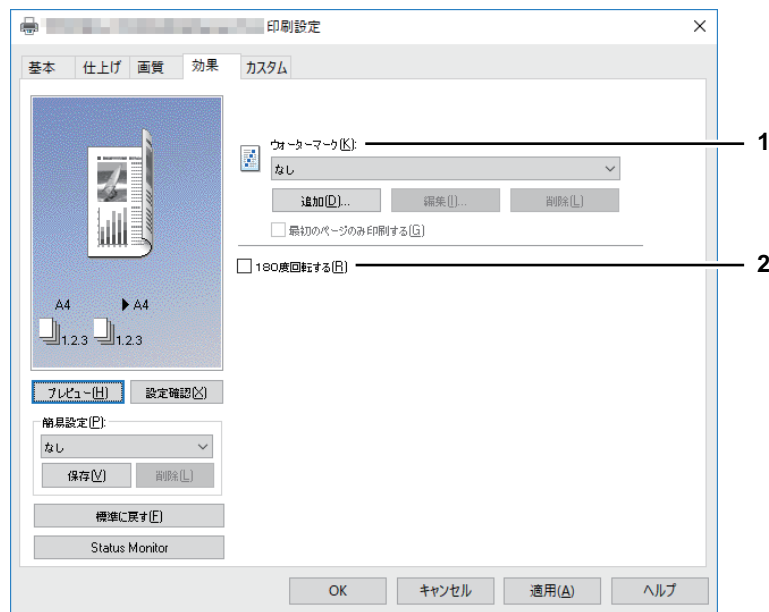 印刷設定
基本 仕上げ 画質 効果 カスタム
ウォーターマーク(K): 1
なし
追加(D)... 編集(I)... 削除(L)
最初のページのみ印刷する(G)
180度回転する(R) 2
A4 ▶ A4
1.2.3 1.2.3
プレビュー(H) 設定確認(X)
簡易設定(P):
なし
保存(V) 削除(L)
標準に戻す(F)
Status Monitor
OK キャンセル 適用(A) ヘルプ